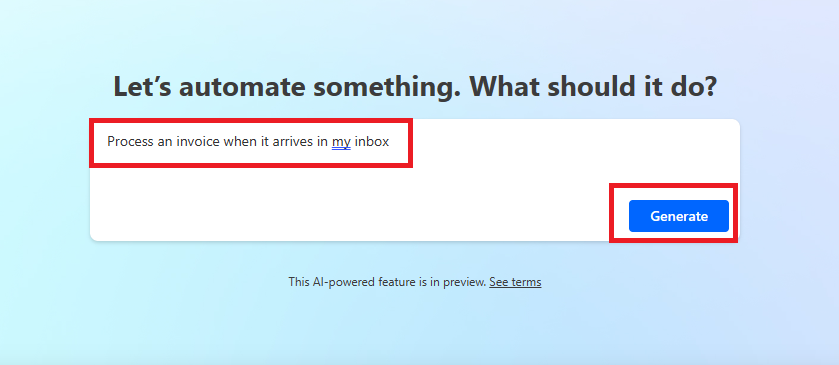 Let’s automate something. What should it do?
Process an invoice when it arrives in my inbox
Generate
This AI-powered feature is in preview. See terms